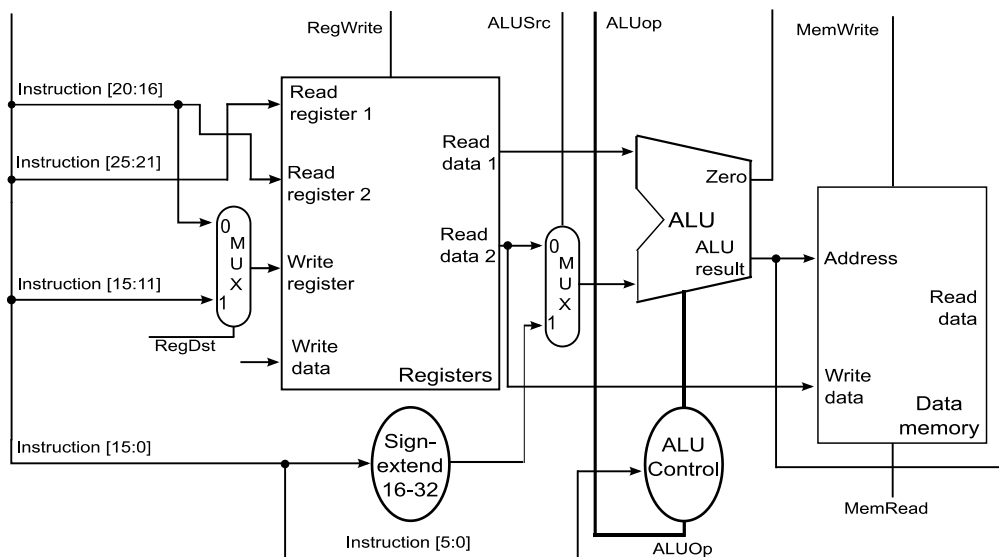 RegWrite
ALUSrc
ALUop
MemWrite
Instruction [20:16]
Read
register 1
Instruction [25:21]
Read
register 2
Read
data 1
Zero
ALU
ALU
result
0
M
U
X
1
Write
register
Read
data 2
0
M
U
X
1
Address
Read
data
Instruction [15:11]
RegDst
Write
data
Registers
Write
data
Data
memory
Instruction [15:0]
Sign-
extend
16-32
ALU
Control
MemRead
Instruction [5:0]
ALUOp